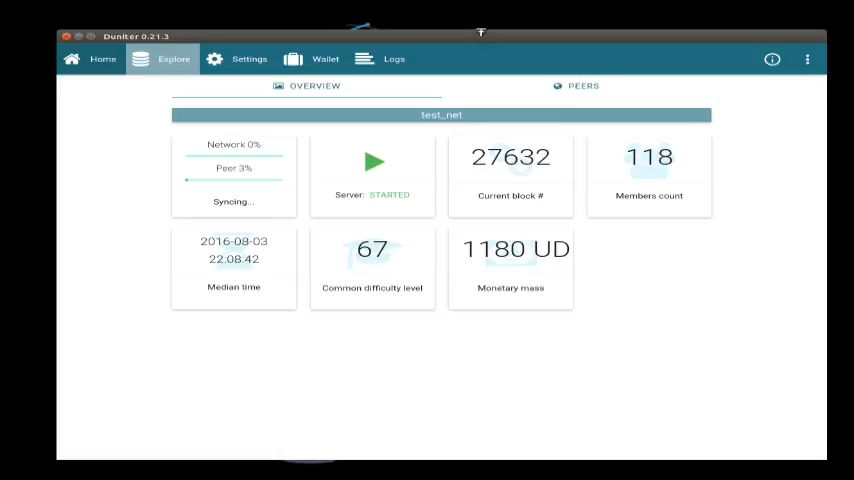 Duniter 0.21.3
Home Explore Settings Wallet Logs
OVERVIEW PEERS
test_net
Network 0%
Peer 3%
Syncing...
Server: STARTED
27632
Current block #
118
Members count
2016-08-03
22:08:42
Median time
67
Common difficulty level
1180 UD
Monetary mass